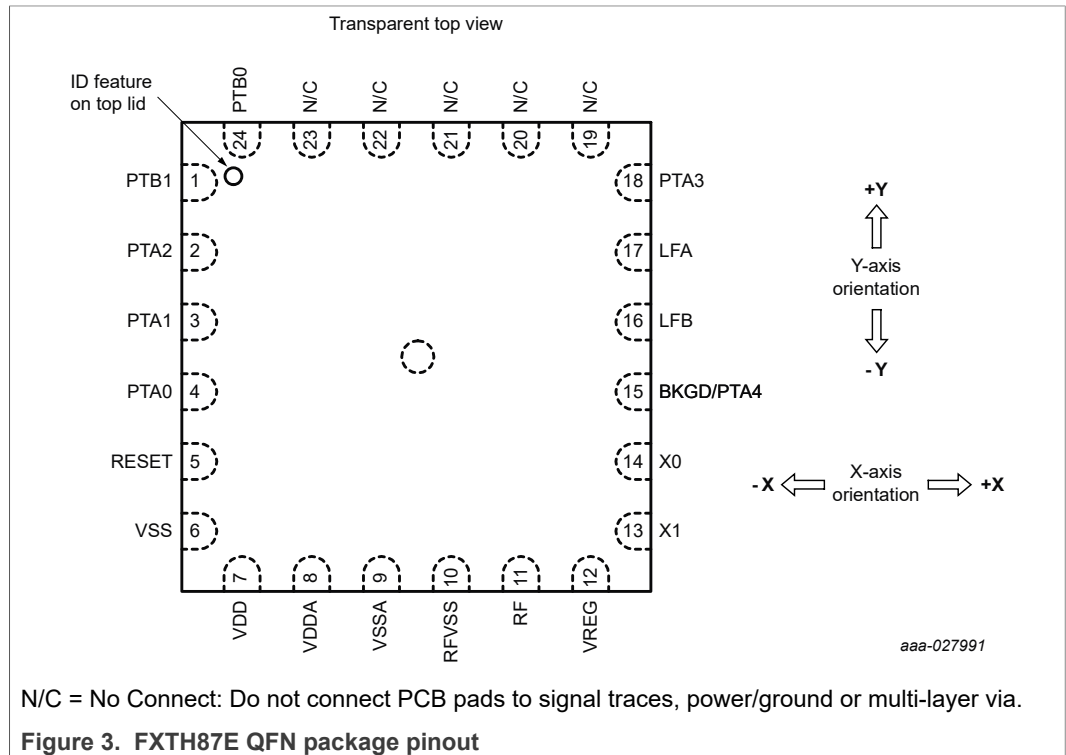 Transparent top view
ID feature
on top lid
PTB0
N/C
N/C
N/C
N/C
N/C
24
23
22
21
20
19
PTB1 1
PTA2 2
PTA1 3
PTA0 4
RESET 5
VSS 6
18 PTA3
17 LFA
16 LFB
15 BKGD/PTA4
14 X0
13 X1
7
8
9
10
11
12
VDD
VDDA
VSSA
RFVSS
RF
VREG
+Y
Y-axis
orientation
- Y
- X
X-axis
orientation
+X
aaa-027991
N/C = No Connect: Do not connect PCB pads to signal traces, power/ground or multi-layer via.
Figure 3. FXTH87E QFN package pinout